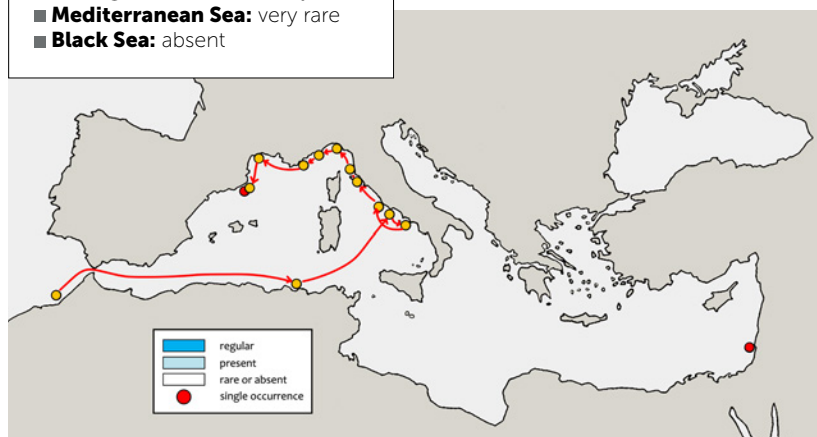 ■ Mediterranean Sea: very rare
■ Black Sea: absent
regular
present
rare or absent
single occurrence